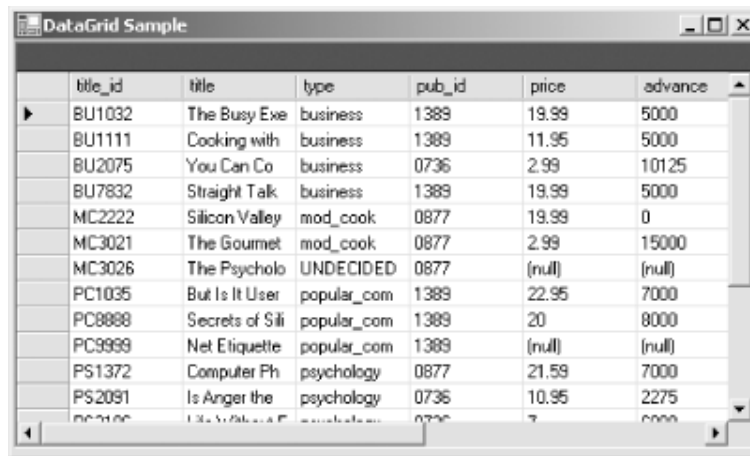 DataGrid Sample
title_id title type pub_id price advance
BU1032 The Busy Exe business 1389 19.99 5000
BU1111 Cooking with business 1389 11.95 5000
BU2075 You Can Co business 0736 2.99 10125
BU7832 Straight Talk business 1389 19.99 5000
MC2222 Silicon Valley mod_cook 0877 19.99 0
MC3021 The Gourmet mod_cook 0877 2.99 15000
MC3026 The Psycholo UNDECIDED 0877 (null) (null)
PC1035 But Is It User popular_com 1389 22.95 7000
PC8888 Secrets of Sili popular_com 1389 20 8000
PC9999 Net Etiquette popular_com 1389 (null) (null)
PS1372 Computer Ph psychology 0877 21.59 7000
PS2091 Is Anger the psychology 0736 10.95 2275